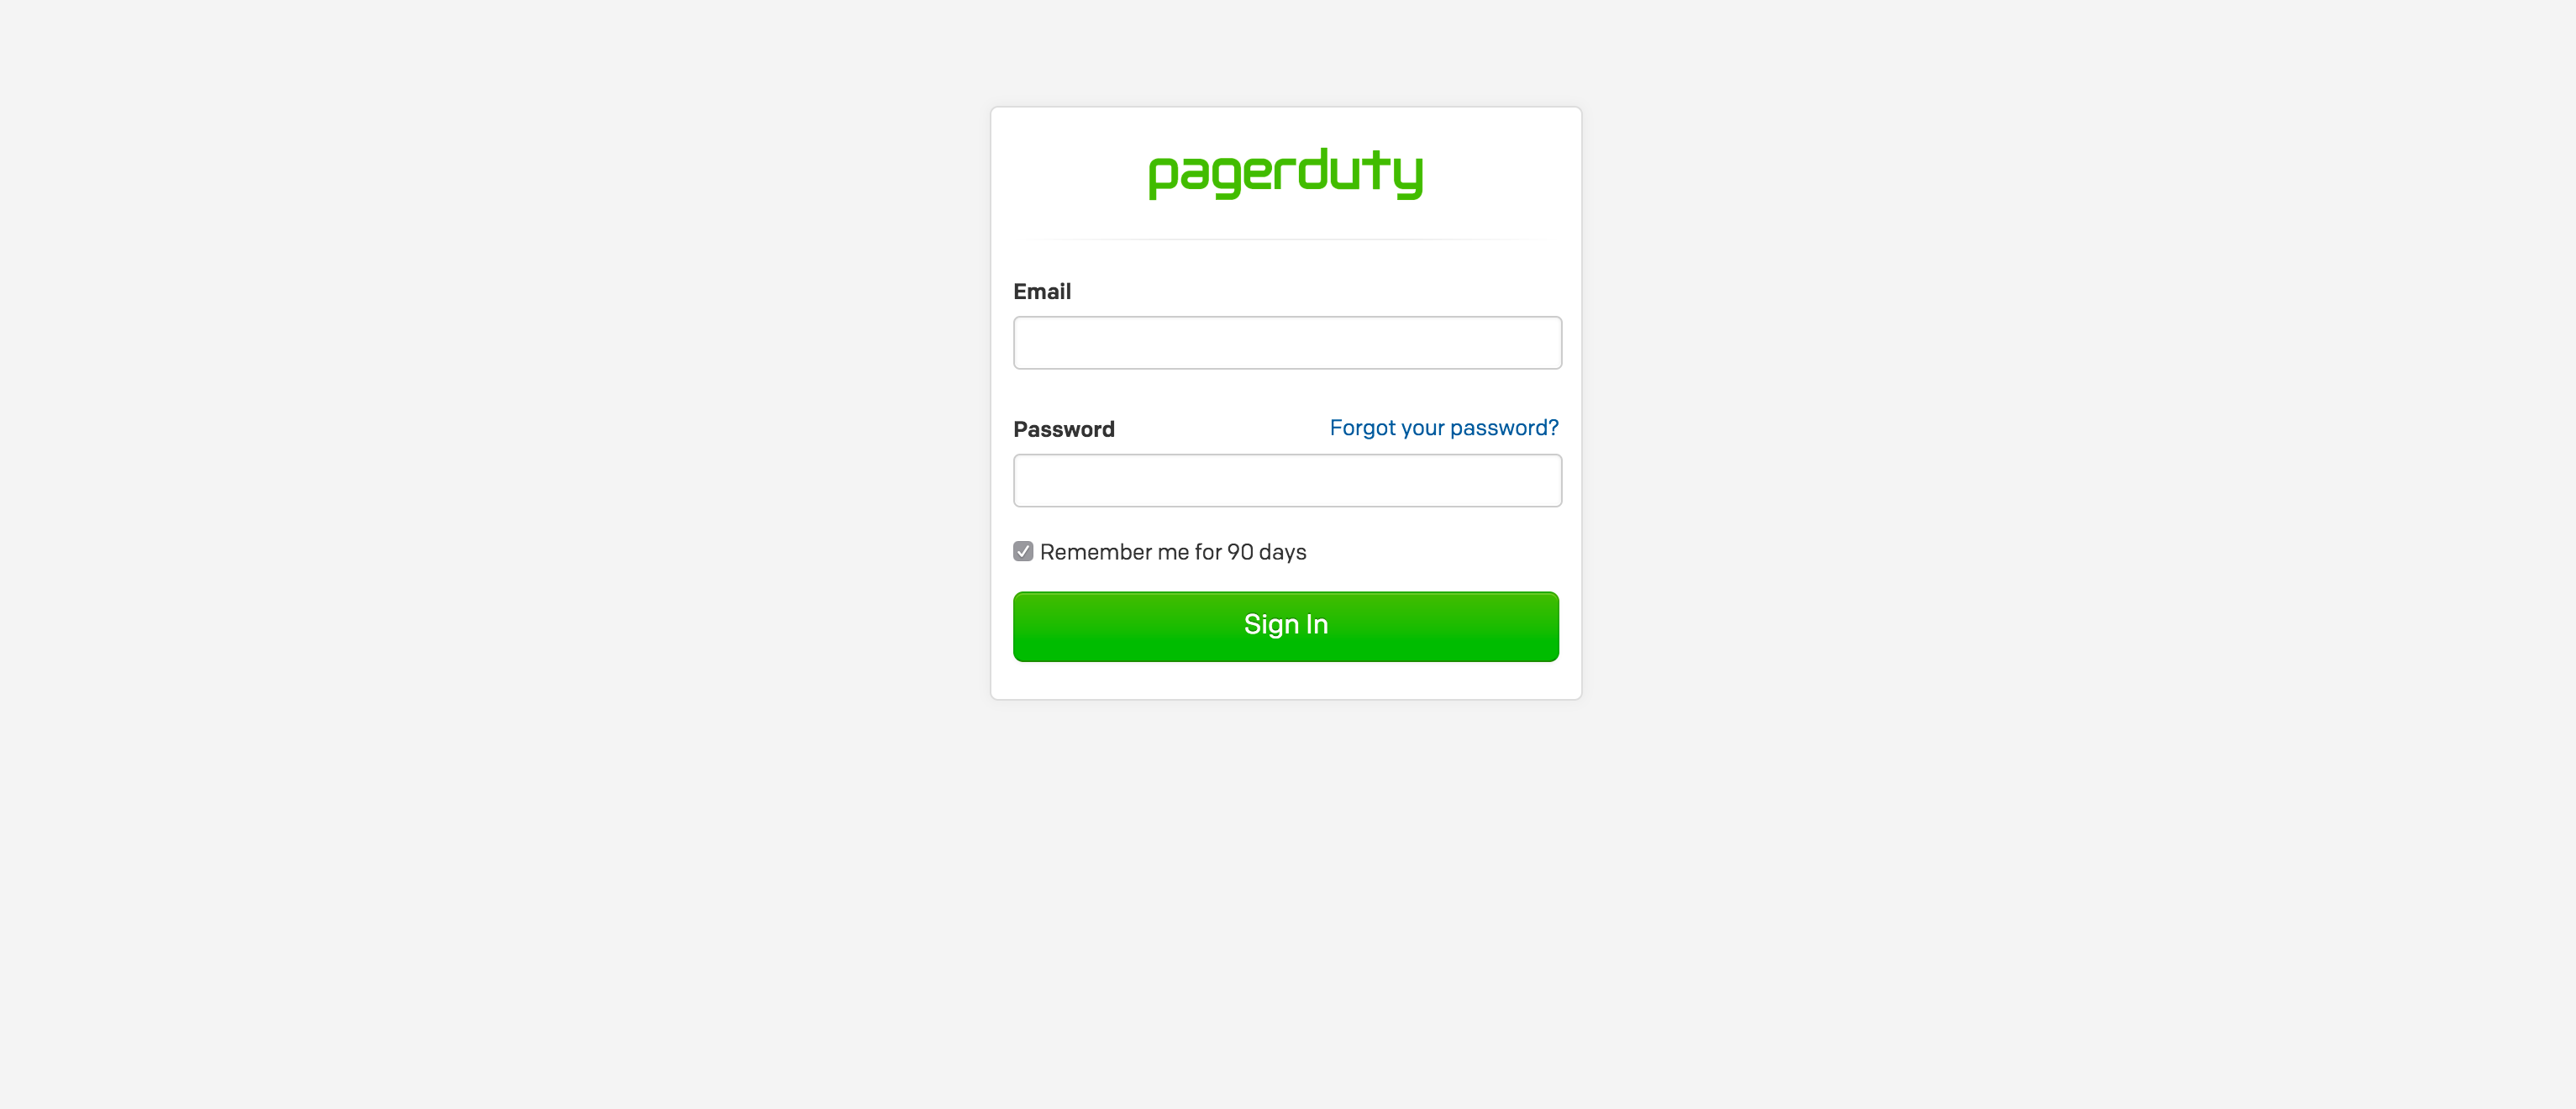 pagerduty
Email
Password
Forgot your password?
Remember me for 90 days
Sign In